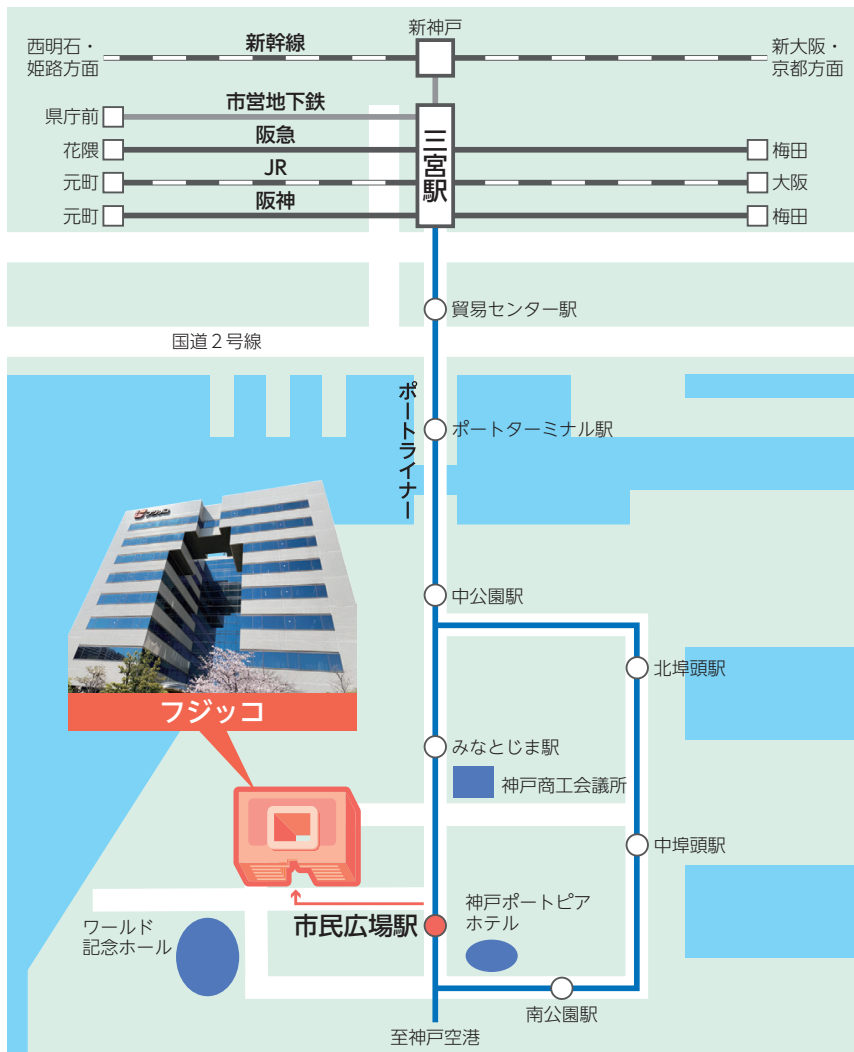 新神戸
西明石・
姫路方面
新幹線
新大阪・
京都方面
県庁前
市営地下鉄
花隈
阪急
梅田
三宮駅
元町
JR
大阪
元町
阪神
梅田
貿易センター駅
国道2号線
ポートライナー
ポートターミナル駅
フジッコ
中公園駅
北埠頭駅
フジッコ
みなとじま駅
神戸商工会議所
中埠頭駅
神戸ポートピア
ホテル
市民広場駅
ワールド
記念ホール
南公園駅
至神戸空港